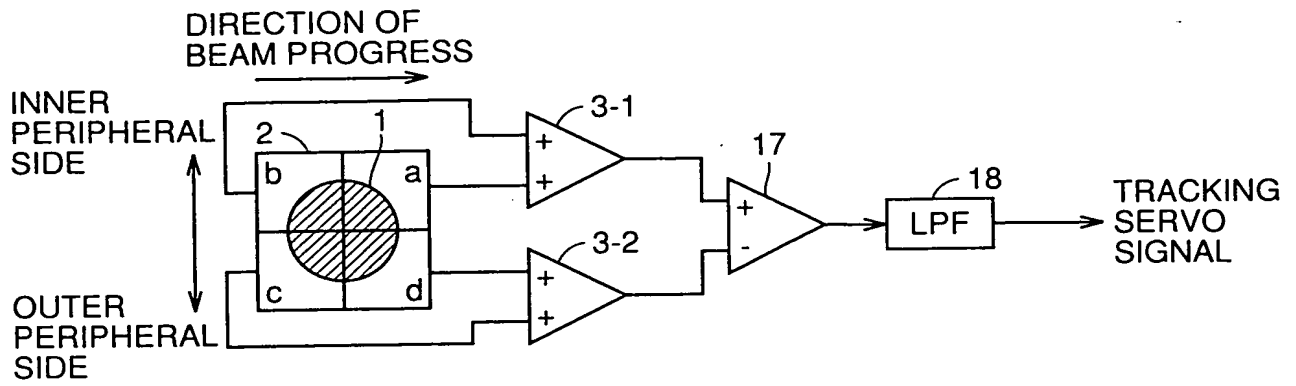 DIRECTION OF
BEAM PROGRESS
INNER
PERIPHERAL
SIDE
2
1
3-1
b
a
c
d
+
+
17
+
-
18
LPF
TRACKING
SERVO
SIGNAL
3-2
+
+
OUTER
PERIPHERAL
SIDE